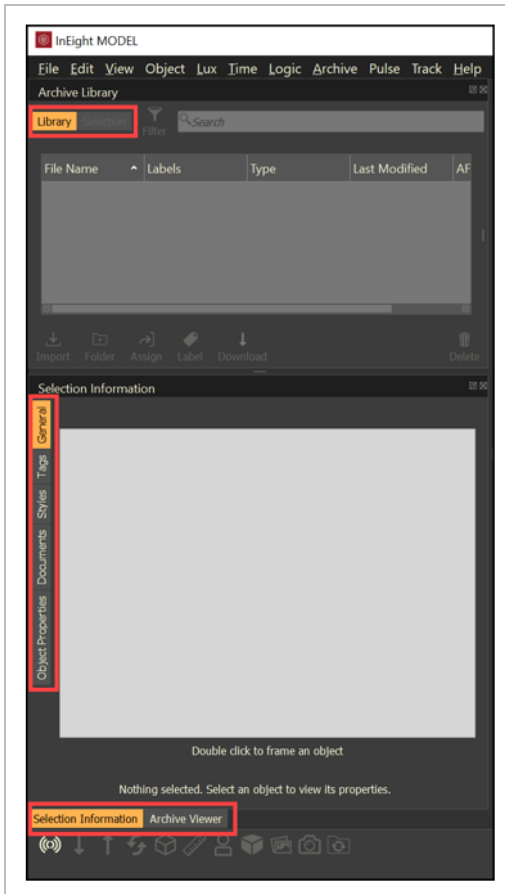 InEight MODEL
File Edit View Object Lux Time Logic Archive Pulse Track Help
Archive Library
Library Selection Filter Search
File Name Labels Type Last Modified AF
Import Folder Assign Label Download Delete
Selection Information
General
Tags
Styles
Documents
Object Properties
Double click to frame an object
Nothing selected. Select an object to view its properties.
Selection Information Archive Viewer